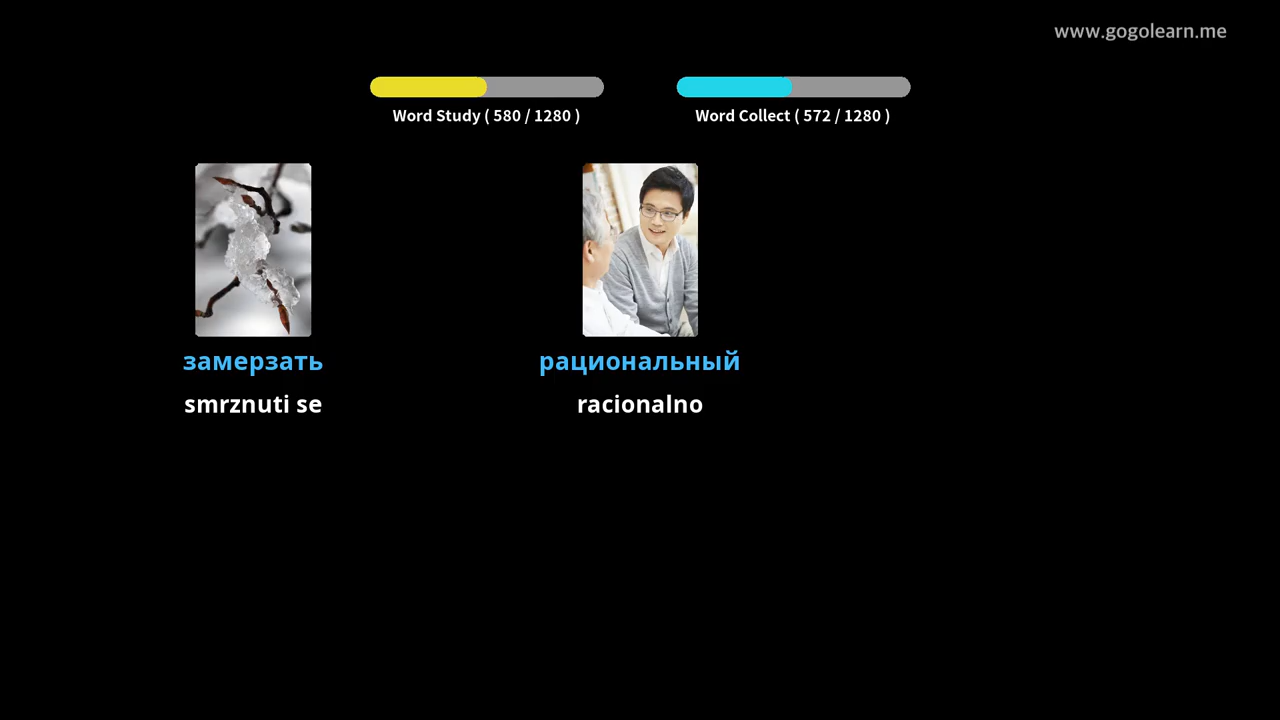 www.gogolearn.me
Word Study ( 580 / 1280 )
Word Collect ( 572 / 1280 )
замерзать
smrznuti se
рациональный
racionalno